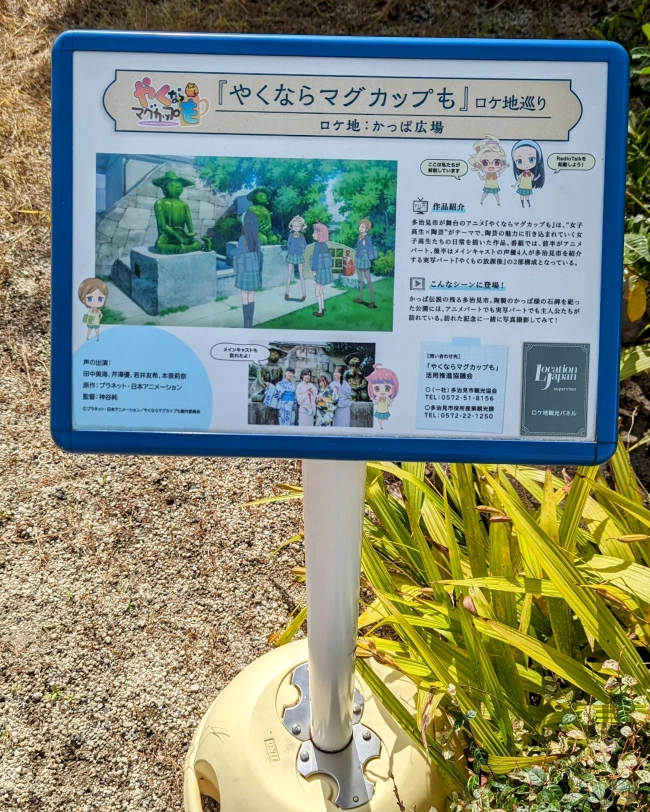 やくなら
マグカップも
『やくならマグカップも』ロケ地巡り
ロケ地：かっぱ広場
ここは私たちが
解説しています
RadioTalkを
起動しよう！
作品紹介
多治見市が舞台のアニメ『やくならマグカップも』は、“女子
高生×陶芸”がテーマで、陶芸の魅力に引き込まれていく女
子高生たちの日常を描いた作品。番組では、前半がアニメ
パート、後半はメインキャストの声優4人が多治見市を紹介
する実写パート『やくもの放課後』の2部構成となっている。
こんなシーンに登場！
かっぱ伝説の残る多治見市。陶製のかっぱ様の石碑を祀っ
た公園には、アニメパートでも実写パートでも主人公たちが
訪れている。訪れた記念に一緒に写真撮影してみて！
声の出演：
田中美海、芹澤優、若井友希、本泉莉奈
原作：プラネット・日本アニメーション
監督：神谷純
©プラネット・日本アニメーション／やくならマグカップも製作委員会
メインキャストも
訪れたよ！
【問い合わせ先】
「やくならマグカップも」
活用推進協議会
○（一社）多治見市観光協会
TEL：0572-51-8156
○多治見市役所産業観光課
TEL：0572-22-1250
Location
Japan
supervisor
ロケ地観光パネル